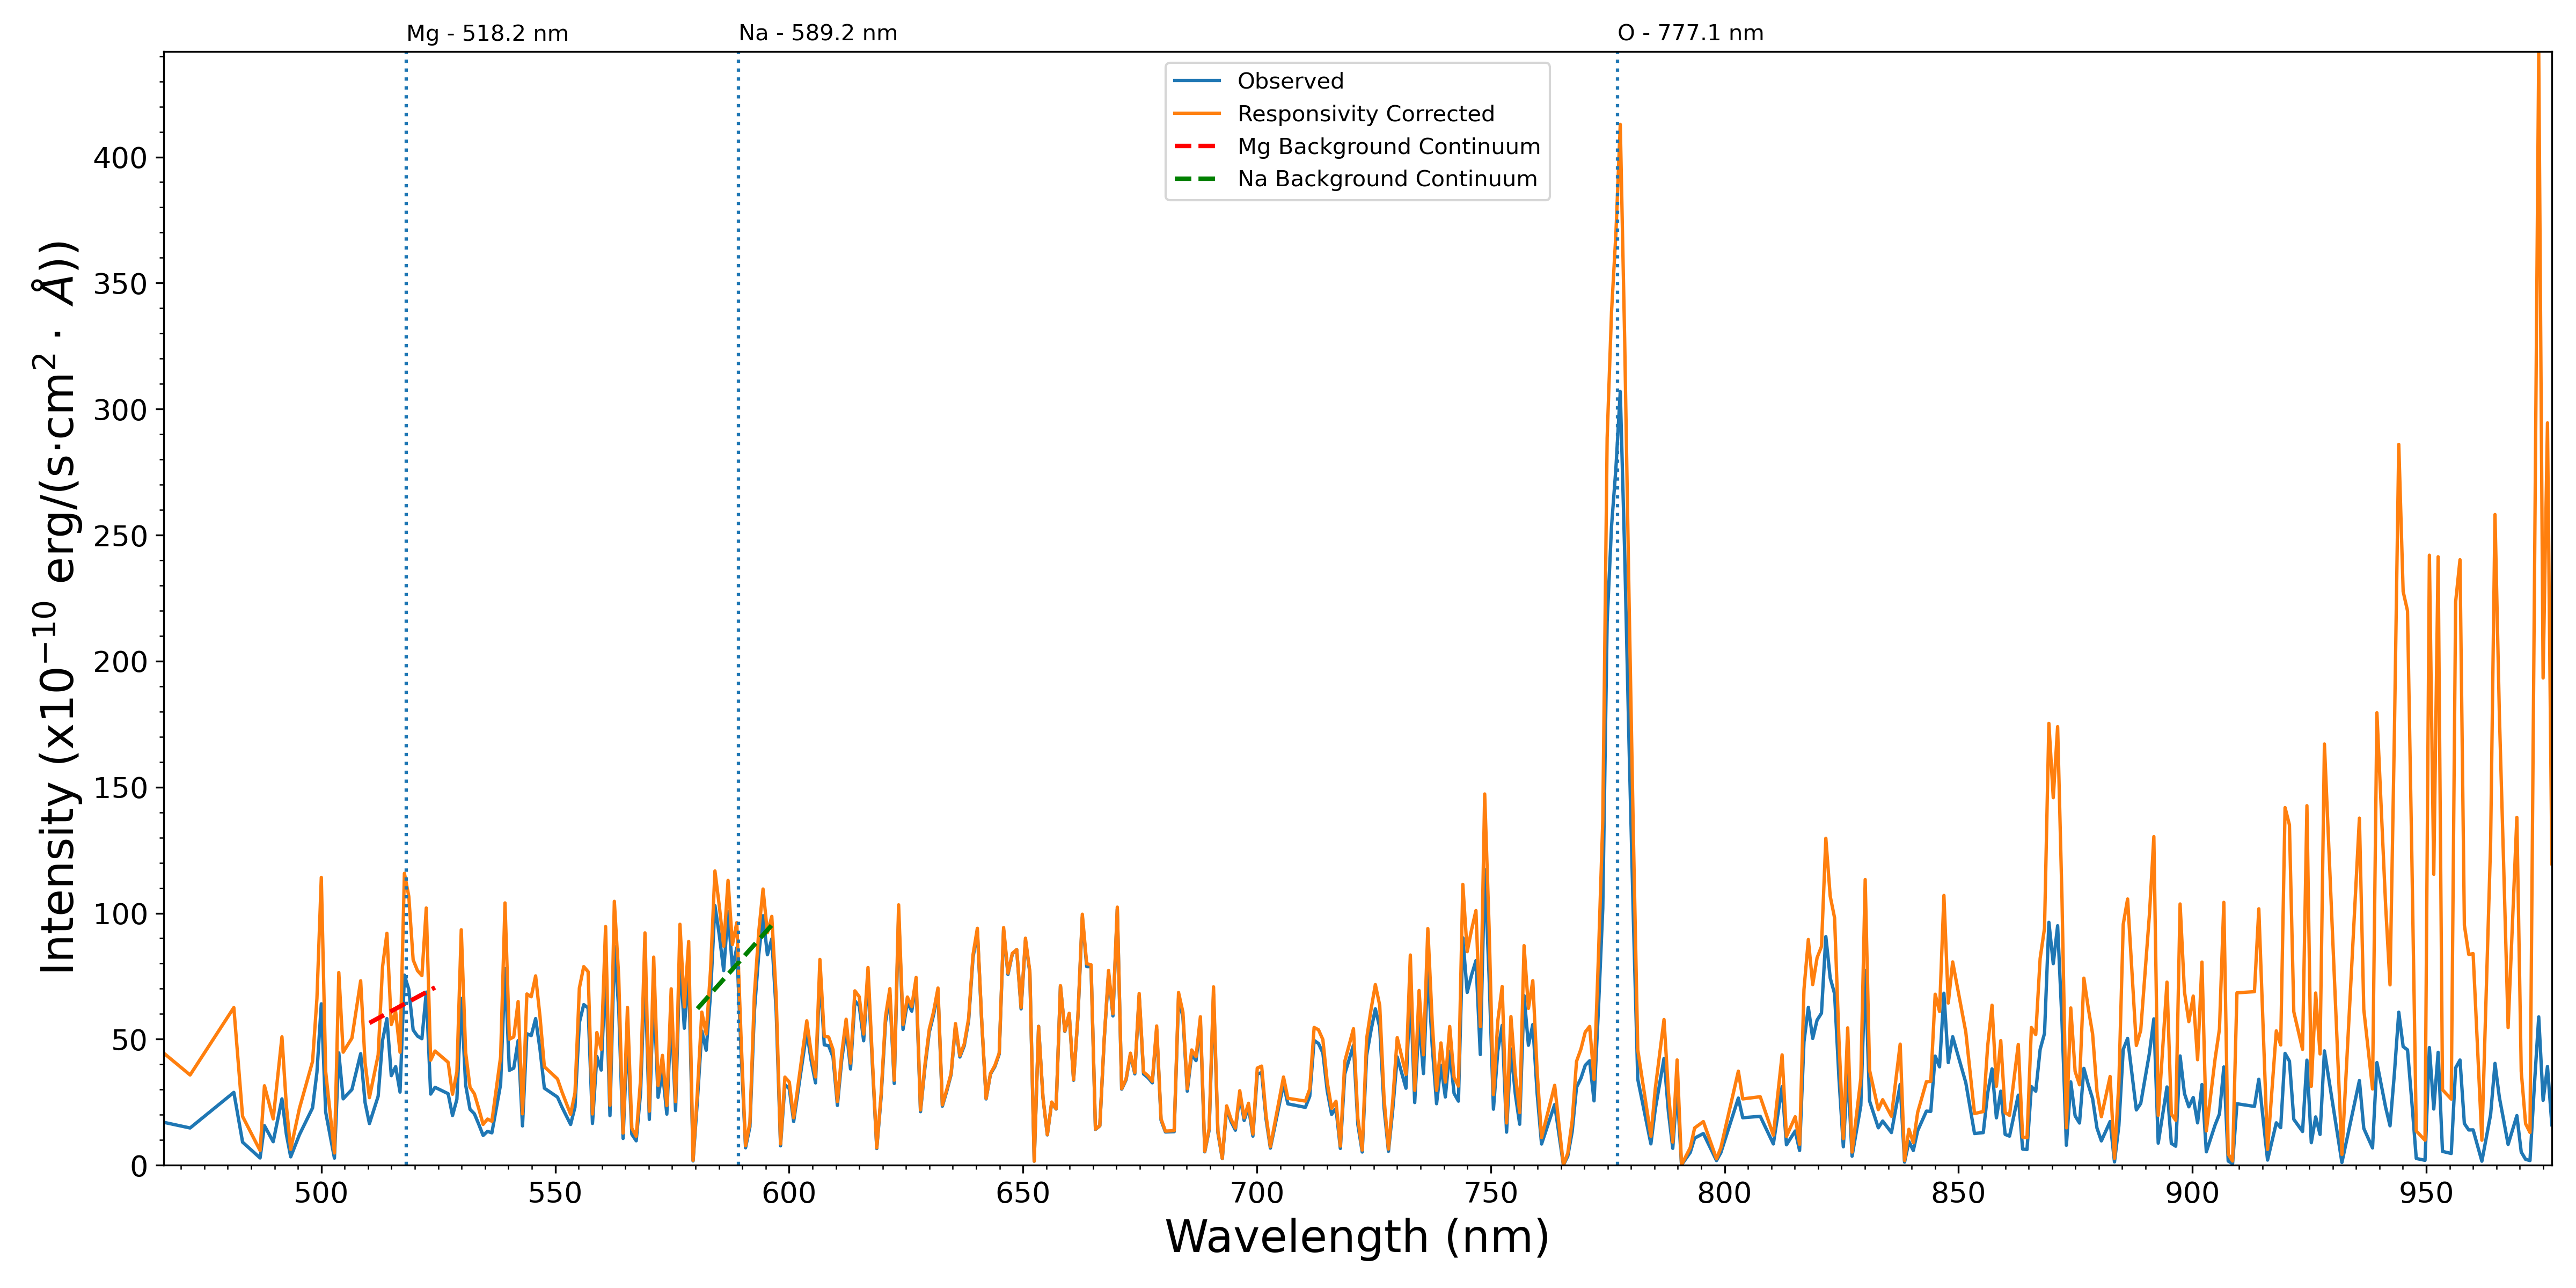 Mg - 518.2 nm
Na - 589.2 nm
O - 777.1 nm
Observed
Responsivity Corrected
Mg Background Continuum
Na Background Continuum
Intensity (x10⁻¹⁰ erg/(s·cm² · Å))
400
350
300
250
200
150
100
50
0
500
550
600
650
700
750
800
850
900
950
Wavelength (nm)